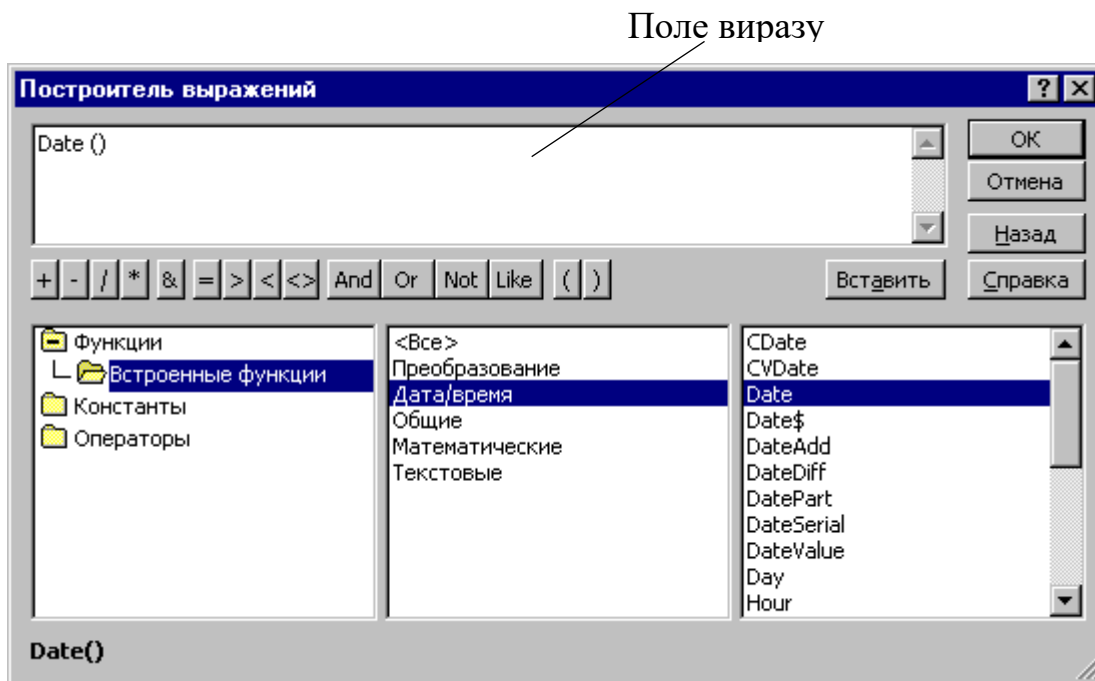 Поле виразу
Построитель выражений
Date ()
ОК
Отмена
Назад
+ - / * & = > < <> And Or Not Like ( ) Вставить Справка
Функции
Встроенные функции
Константы
Операторы
<Все>
Преобразование
Дата/время
Общие
Математические
Текстовые
CDate
CVDate
Date
Date$
DateAdd
DateDiff
DatePart
DateSerial
DateValue
Day
Hour
Date()